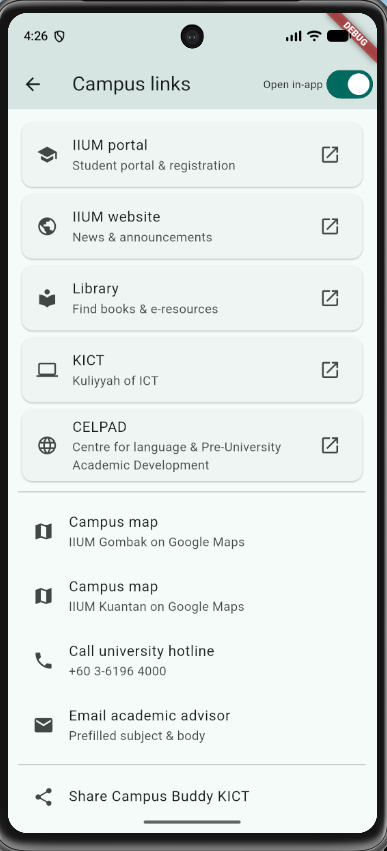 4:26
DEBUG
Campus links
Open in-app
IIUM portal
Student portal & registration
IIUM website
News & announcements
Library
Find books & e-resources
KICT
Kuliyyah of ICT
CELPAD
Centre for language & Pre-University
Academic Development
Campus map
IIUM Gombak on Google Maps
Campus map
IIUM Kuantan on Google Maps
Call university hotline
+60 3-6196 4000
Email academic advisor
Prefilled subject & body
Share Campus Buddy KICT